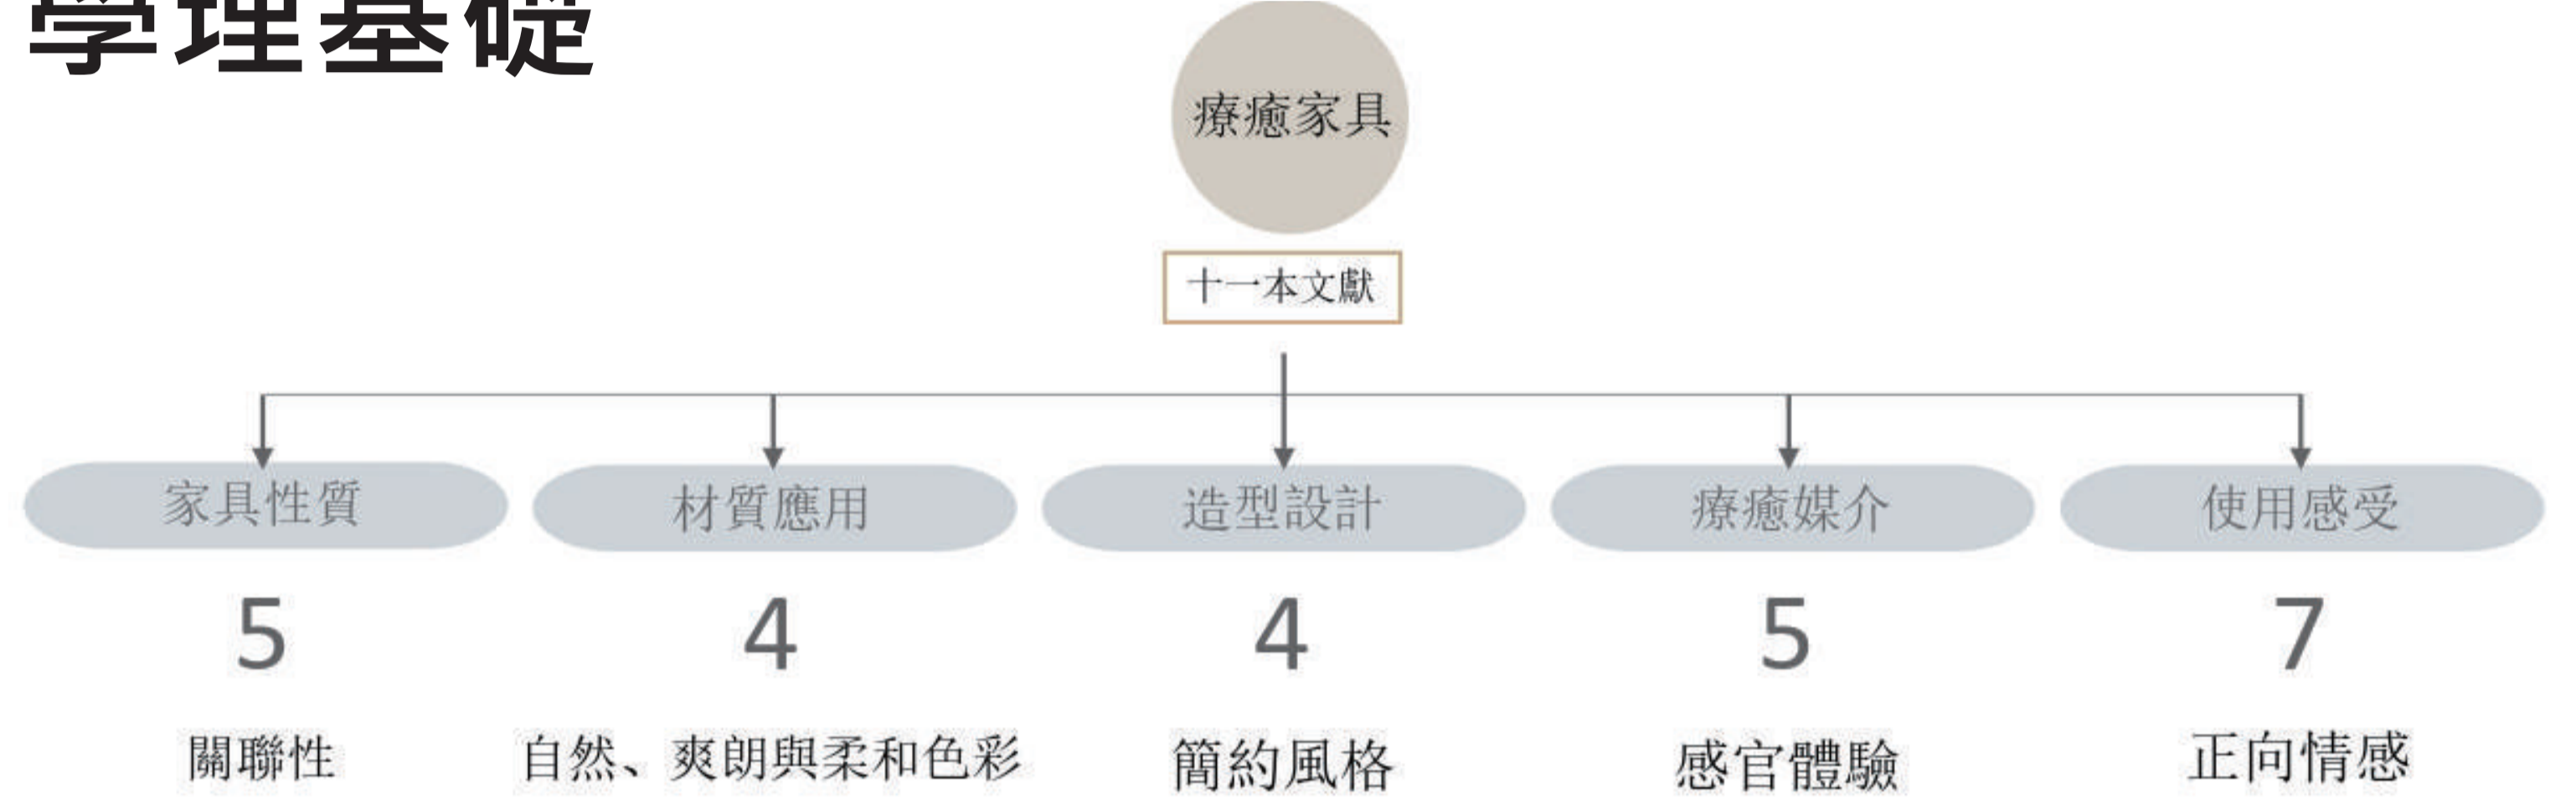 學理基礎
療癒家具
十一本文獻
家具性質
材質應用
造型設計
療癒媒介
使用感受
5
4
4
5
7
關聯性
自然、爽朗與柔和色彩
簡約風格
感官體驗
正向情感